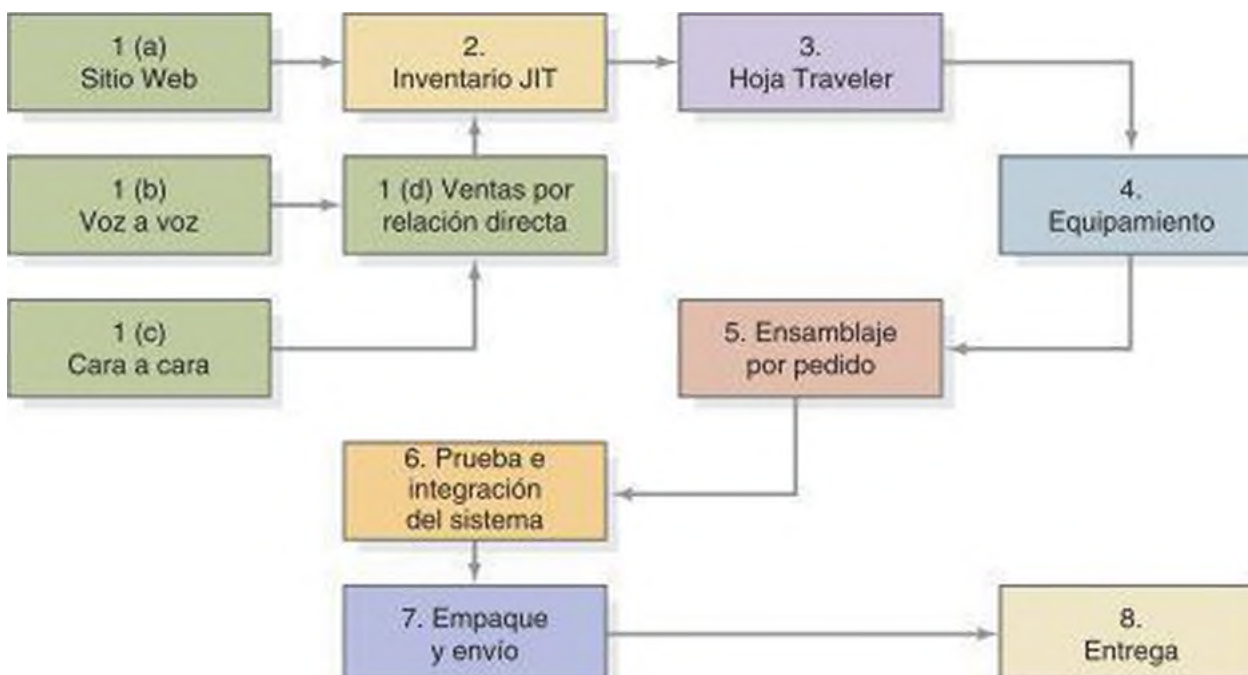 1 (a)
Sitio Web
2.
Inventario JIT
3.
Hoja Traveler
1 (b)
Voz a voz
1 (d) Ventas por
relación directa
4.
Equipamiento
1 (c)
Cara a cara
5. Ensamblaje
por pedido
6. Prueba e
integración
del sistema
7. Empaque
y envío
8.
Entrega